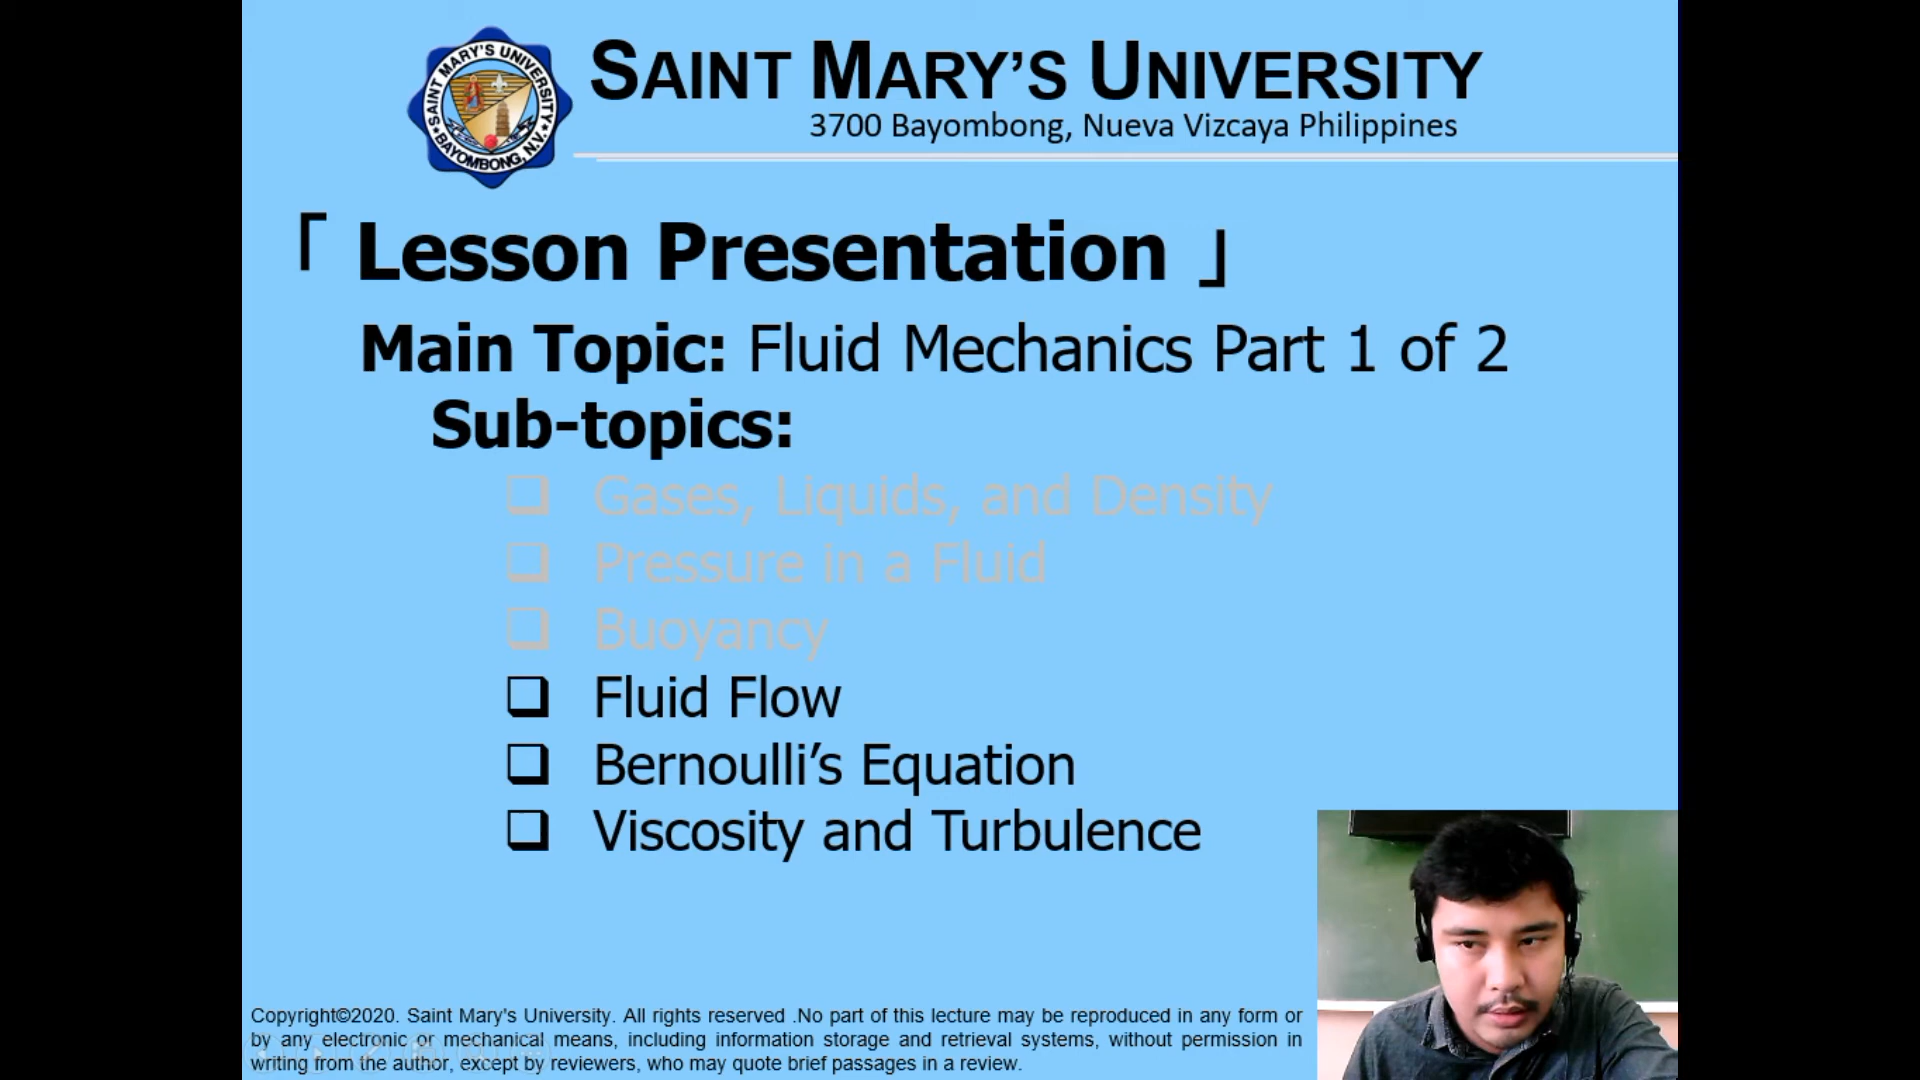 SAINT MARY'S UNIVERSITY
SAINT MARY'S UNIVERSITY
3700 Bayombong, Nueva Vizcaya Philippines
BAYOMBONG, N.V.
「 Lesson Presentation 」
Main Topic: Fluid Mechanics Part 1 of 2
Sub-topics:
❑ Gases, Liquids, and Density
❑ Pressure in a Fluid
❑ Buoyancy
❑ Fluid Flow
❑ Bernoulli’s Equation
❑ Viscosity and Turbulence
Copyright©2020. Saint Mary's University. All rights reserved .No part of this lecture may be reproduced in any form or
by any electronic or mechanical means, including information storage and retrieval systems, without permission in
writing from the author, except by reviewers, who may quote brief passages in a review.